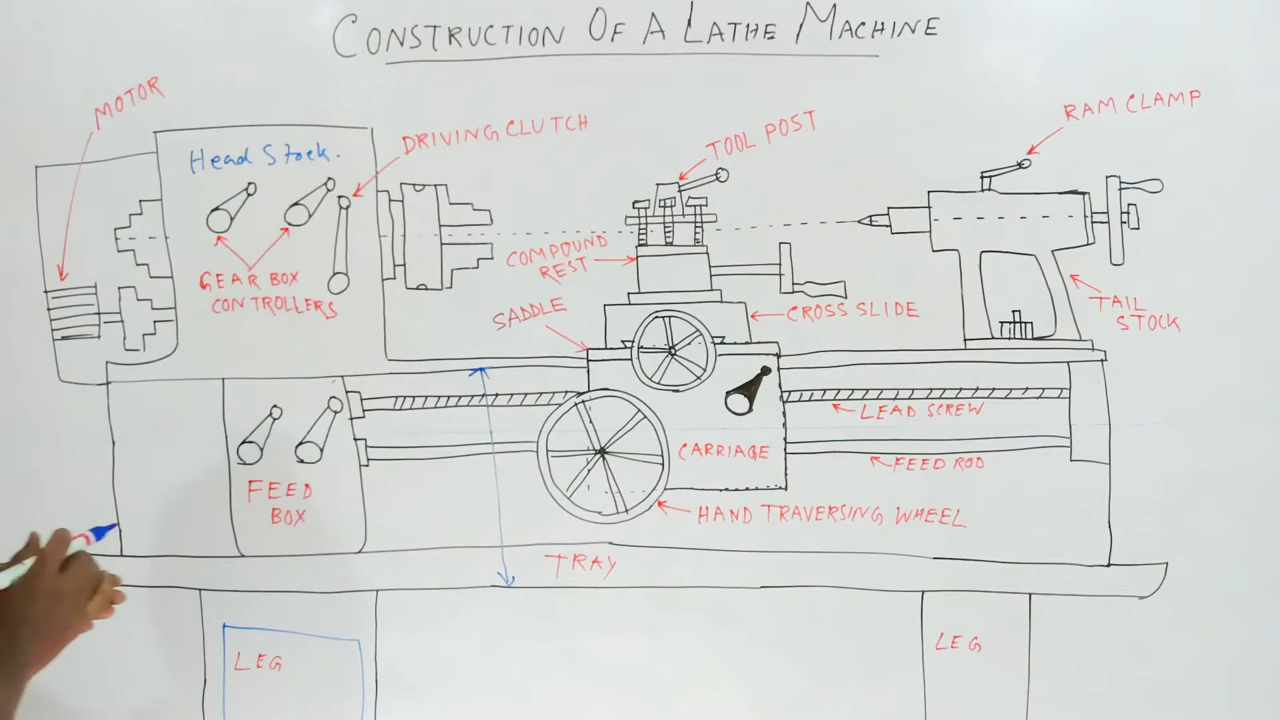 CONSTRUCTION OF A LATHE MACHINE
MOTOR
Head Stock.
DRIVING CLUTCH
TOOL POST
RAM CLAMP
GEAR BOX
CONTROLLERS
COMPOUND
REST
SADDLE
CROSS SLIDE
TAIL
STOCK
LEAD SCREW
CARRIAGE
FEED ROD
FEED
BOX
HAND TRAVERSING WHEEL
TRAY
LEG
LEG